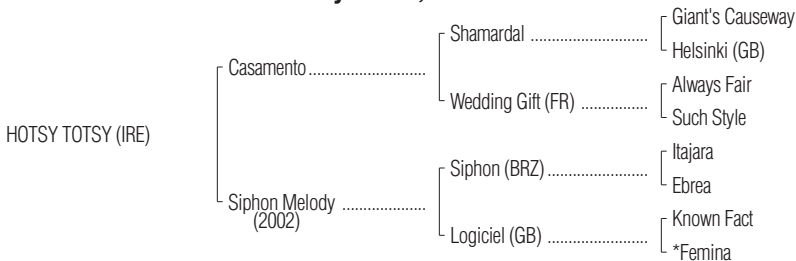 Giant's Causeway
Shamardal ..............................
Helsinki (GB)
Casamento ............................
Always Fair
Wedding Gift (FR) .................
Such Style
HOTSY TOTSY (IRE)
Itajara
Siphon (BRZ) .........................
Ebrea
Siphon Melody ....................
(2002)
Known Fact
Logiciel (GB) .........................
*Femina